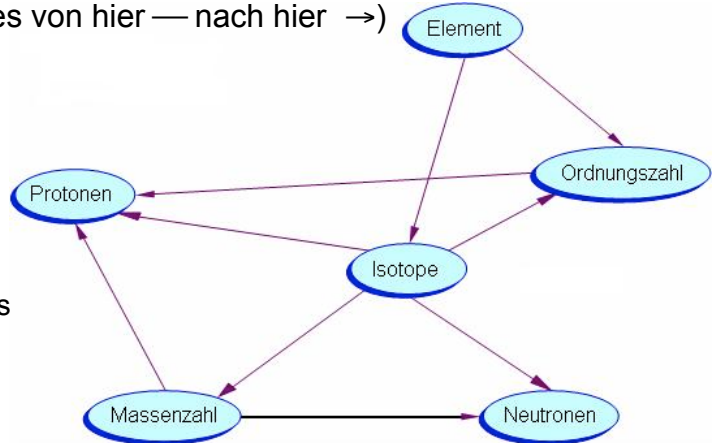 es von hier — nach hier →)
Element
Ordnungszahl
Protonen
Isotope
s
Massenzahl
Neutronen